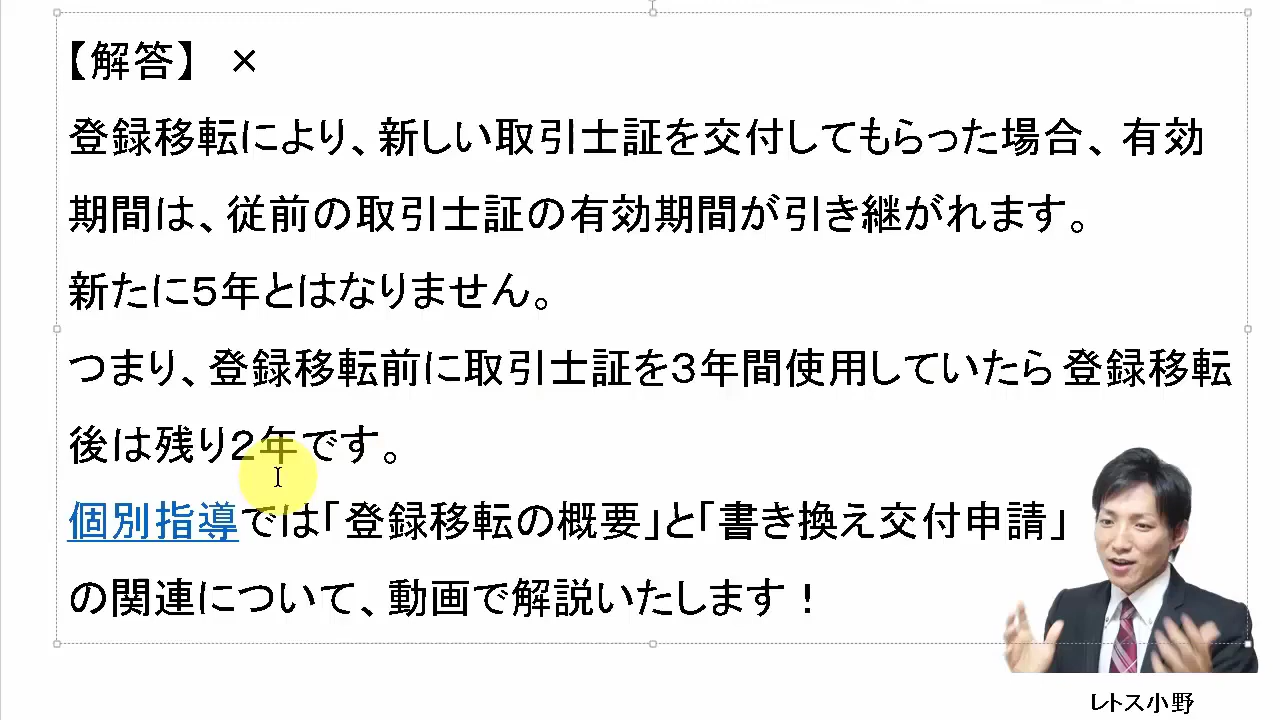 【解答】 ×
登録移転により、新しい取引士証を交付してもらった場合、有効
期間は、従前の取引士証の有効期間が引き継がれます。
新たに５年とはなりません。
つまり、登録移転前に取引士証を３年間使用していたら登録移転
後は残り２年です。
個別指導では「登録移転の概要」と「書き換え交付申請」
の関連について、動画で解説いたします！
レトス小野